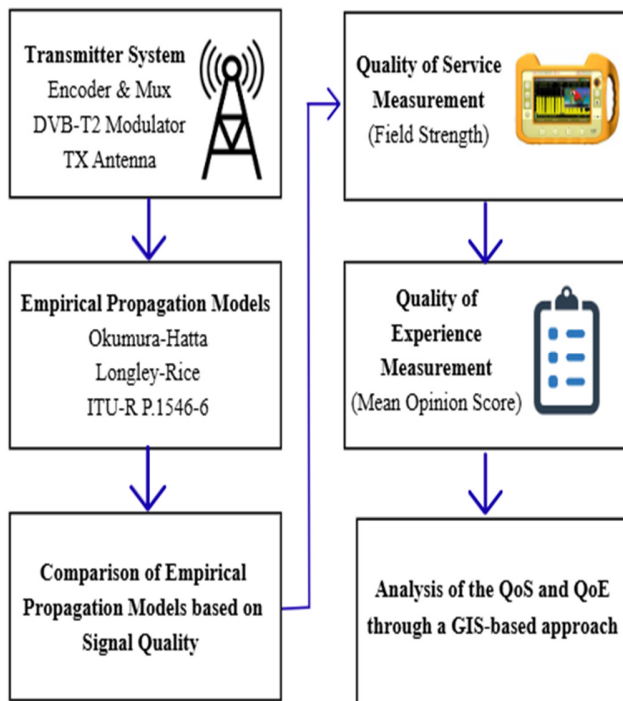 Transmitter System
Encoder & Mux
DVB-T2 Modulator
TX Antenna
Empirical Propagation Models
Okumura-Hatta
Longley-Rice
ITU-R P.1546-6
Comparison of Empirical
Propagation Models based on
Signal Quality
Quality of Service
Measurement
(Field Strength)
Quality of
Experience
Measurement
(Mean Opinion Score)
Analysis of the QoS and QoE
through a GIS-based approach